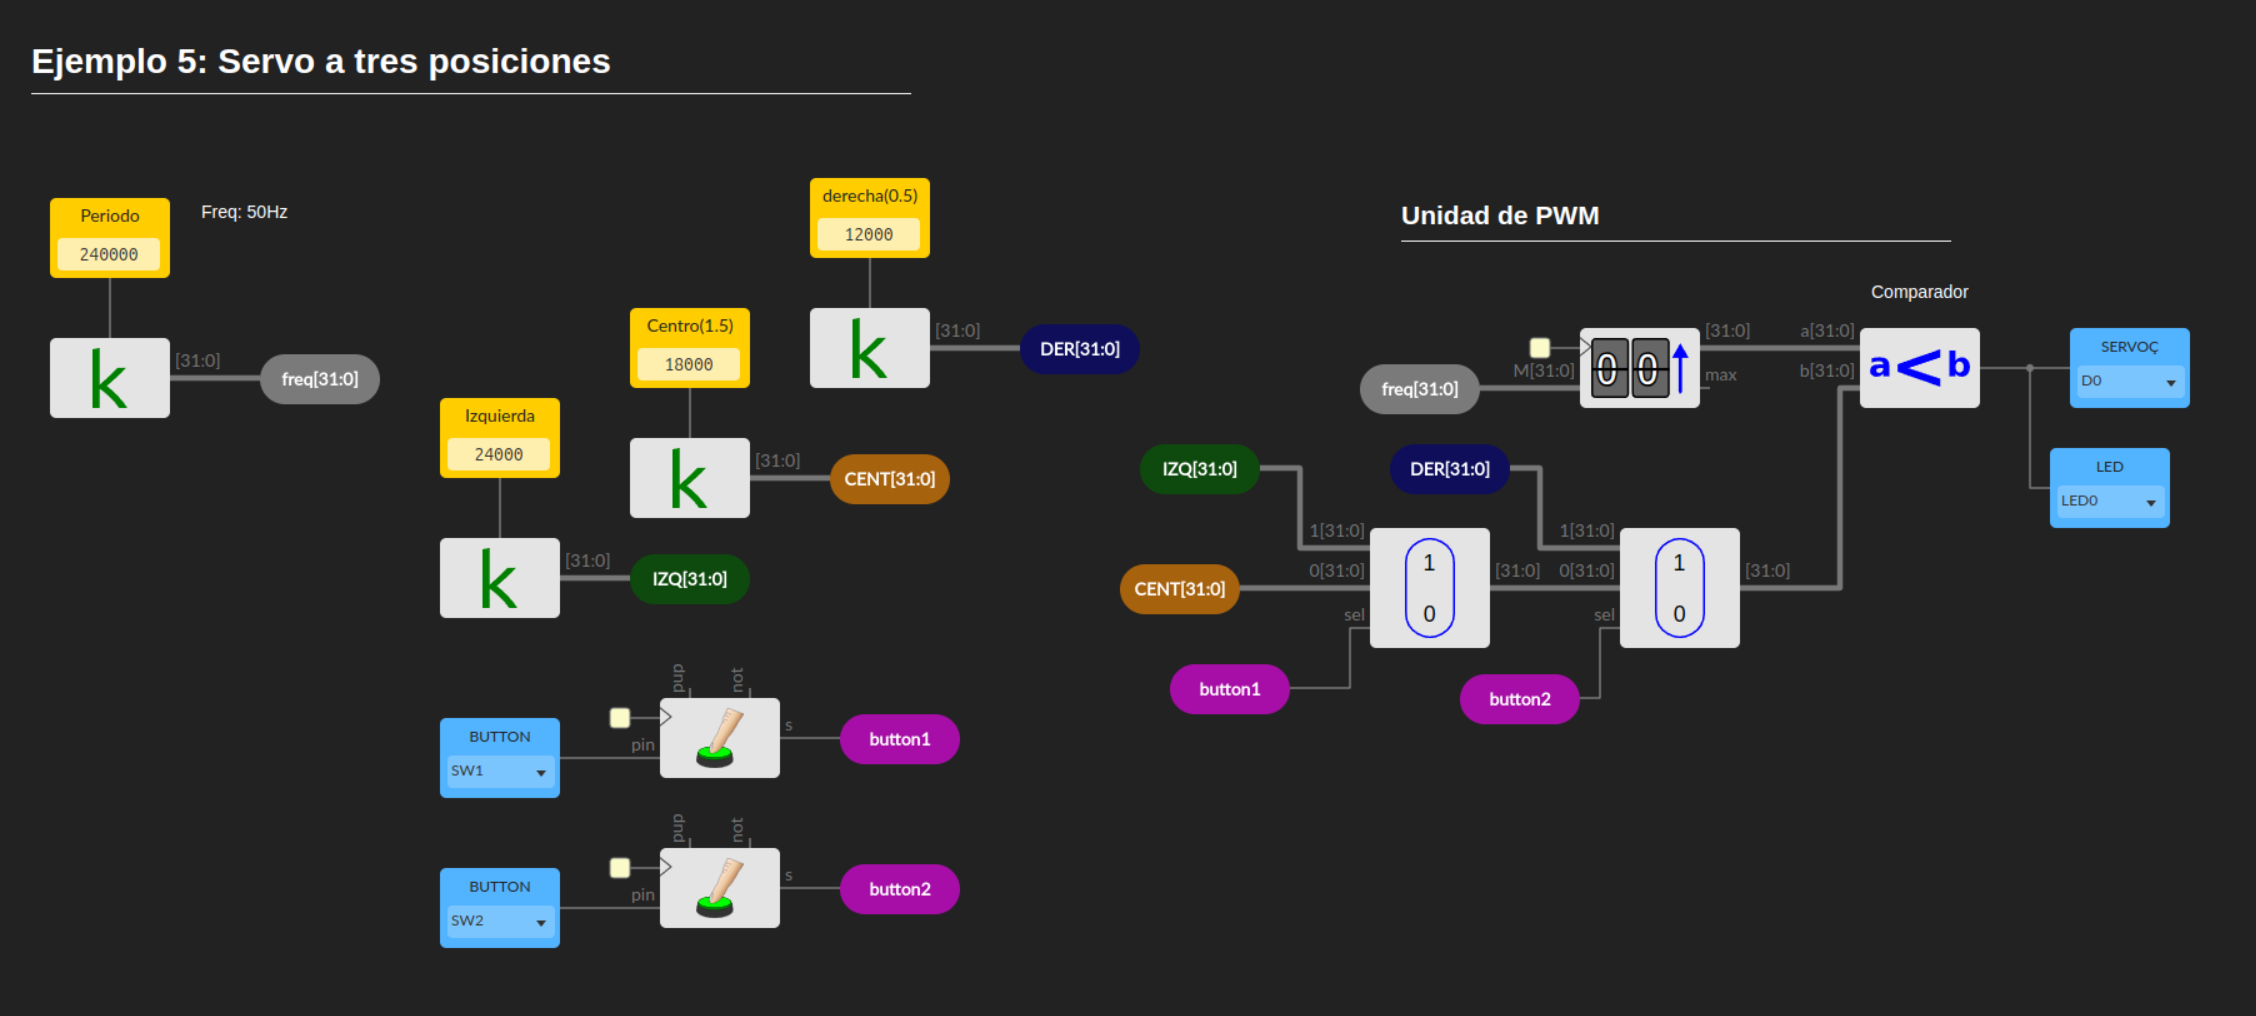 Ejemplo 5: Servo a tres posiciones
Periodo
240000
Freq: 50Hz
[31:0]
freq[31:0]
Izquierda
24000
[31:0]
IZQ[31:0]
Centro(1.5)
18000
[31:0]
CENT[31:0]
derecha(0.5)
12000
[31:0]
DER[31:0]
BUTTON
SW1
pin
pup
not
s
button1
BUTTON
SW2
pin
pup
not
s
button2
Unidad de PWM
Comparador
freq[31:0]
M[31:0]
0 0
[31:0]
max
a[31:0]
b[31:0]
a<b
SERVOÇ
D0
LED
LED0
IZQ[31:0]
CENT[31:0]
1[31:0]
0[31:0]
sel
1
0
[31:0]
button1
DER[31:0]
1[31:0]
0[31:0]
sel
1
0
[31:0]
button2
k
k
k
k